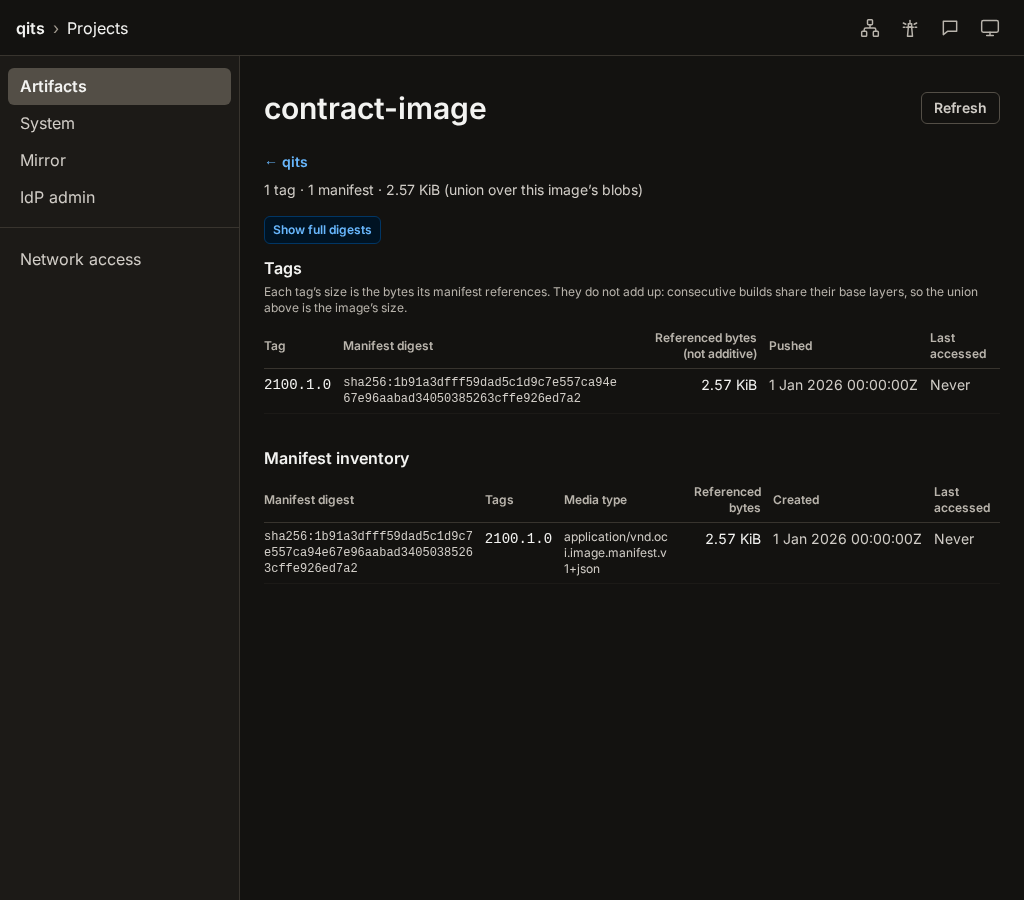 qits › Projects
Artifacts
System
Mirror
IdP admin
Network access
contract-image
Refresh
← qits
1 tag · 1 manifest · 2.57 KiB (union over this image’s blobs)
Show full digests
Tags
Each tag’s size is the bytes its manifest references. They do not add up: consecutive builds share their base layers, so the union
above is the image’s size.
Tag Manifest digest Referenced bytes (not additive) Pushed Last accessed
2100.1.0 sha256:1b91a3dfff59dad5c1d9c7e557ca94e 2.57 KiB 1 Jan 2026 00:00:00Z Never
67e96aabad34050385263cffe926ed7a2
Manifest inventory
Manifest digest Tags Media type Referenced bytes Created Last accessed
sha256:1b91a3dfff59dad5c1d9c7 2100.1.0 application/vnd.oc 2.57 KiB 1 Jan 2026 00:00:00Z Never
e557ca94e67e96aabad3405038526 i.image.manifest.v
3cffe926ed7a2 1+json